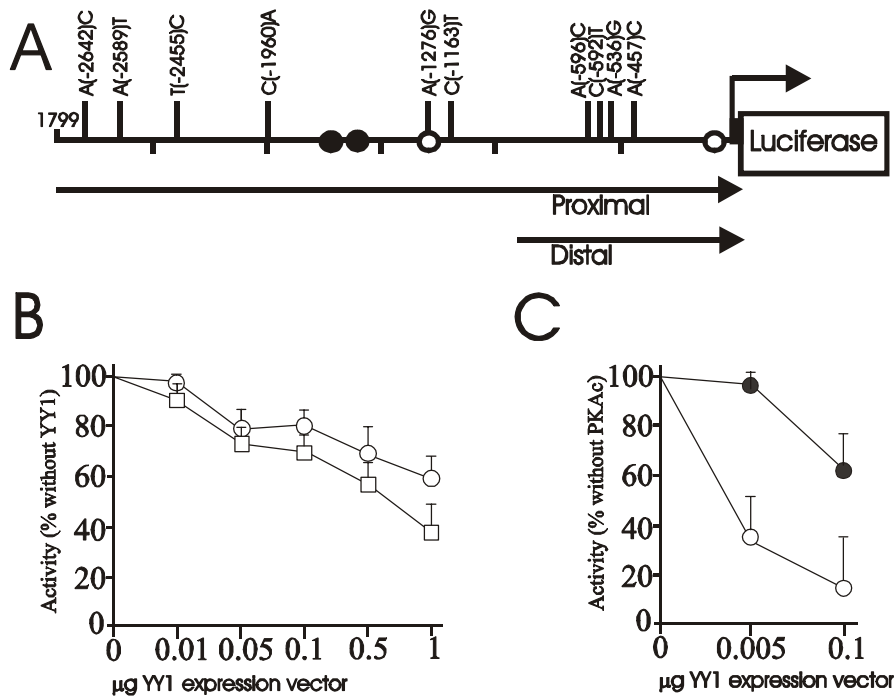 A
A(-2642)C
A(-2589)T
T(-2455)C
C(-1960)A
A(-1276)G
C(-1163)T
A(-596)C
C(-592)T
A(-536)G
A(-457)C
1799
Luciferase
Proximal
Distal
B
Activity (% without YY1)
100
80
60
40
20
0
0 0.01 0.05 0.1 0.5 1
µg YY1 expression vector
C
Activity (% without PKAc)
100
80
60
40
20
0
0 0.005 0.1
µg YY1 expression vector